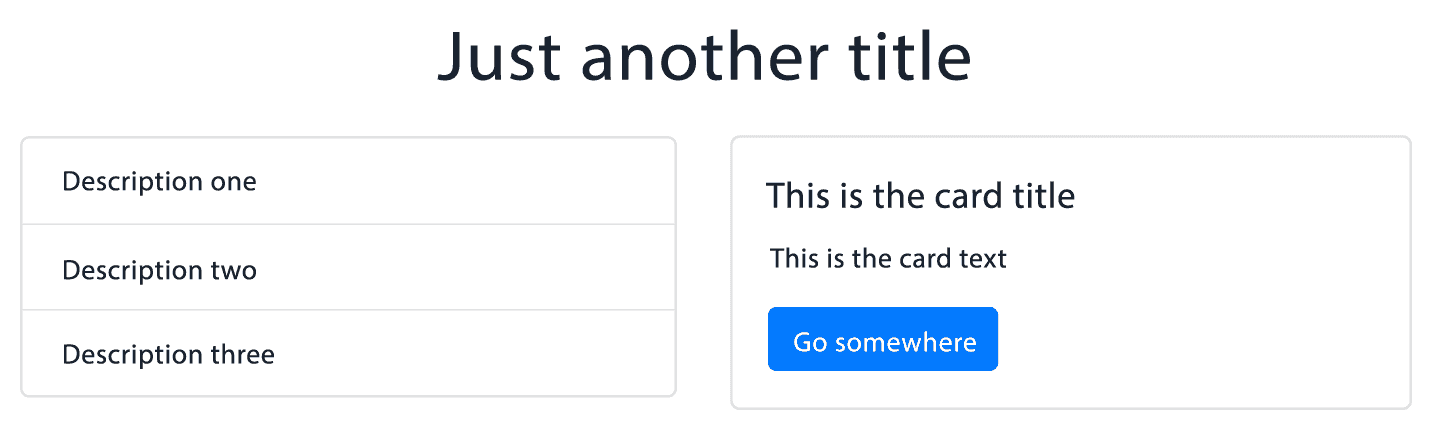 Just another title
Description one
Description two
Description three
This is the card title
This is the card text
Go somewhere